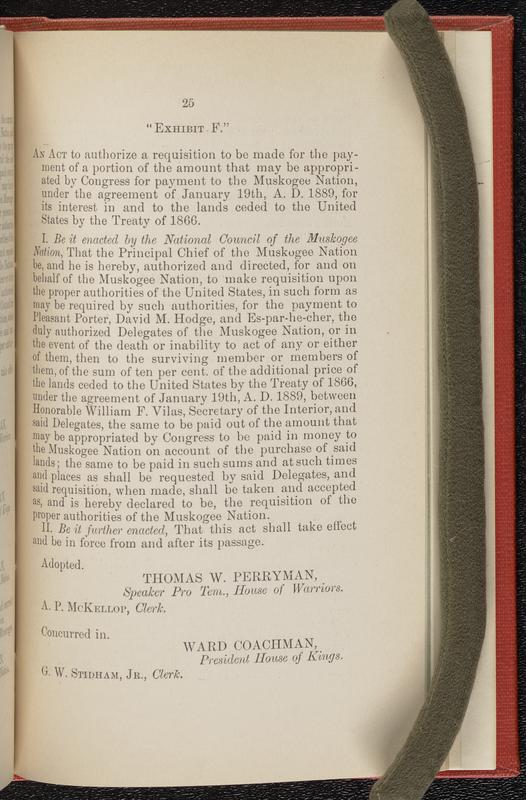 25
"EXHIBIT F."
AN ACT to authorize a requisition to be made for the pay-
ment of a portion of the amount that may be appropri-
ated by Congress for payment to the Muskogee Nation,
under the agreement of January 19th, A. D. 1889, for
its interest in and to the lands ceded to the United
States by the Treaty of 1866.
I. Be it enacted by the National Council of the Muskogee
Nation, That the Principal Chief of the Muskogee Nation
be, and he is hereby, authorized and directed, for and on
behalf of the Muskogee Nation, to make requisition upon
the proper authorities of the United States, in such form as
may be required by such authorities, for the payment to
Pleasant Porter, David M. Hodge, and Es-par-he-cher, the
duly authorized Delegates of the Muskogee Nation, or in
the event of the death or inability to act of any or either
of them, then to the surviving member or members of
them, of the sum of ten per cent. of the additional price of
the lands ceded to the United States by the Treaty of 1866,
under the agreement of January 19th, A. D. 1889, between
Honorable William F. Vilas, Secretary of the Interior, and
said Delegates, the same to be paid out of the amount that
may be appropriated by Congress to be paid in money to
the Muskogee Nation on account of the purchase of said
lands; the same to be paid in such sums and at such times
and places as shall be requested by said Delegates, and
said requisition, when made, shall be taken and accepted
as, and is hereby declared to be, the requisition of the
proper authorities of the Muskogee Nation.
II. Be it further enacted, That this act shall take effect
and be in force from and after its passage.
Adopted.
THOMAS W. PERRYMAN,
Speaker Pro Tem., House of Warriors.
A. P. MCKELLOP, Clerk.
Concurred in.
WARD COACHMAN,
President House of Kings.
G. W. STIDHAM, JR., Clerk.